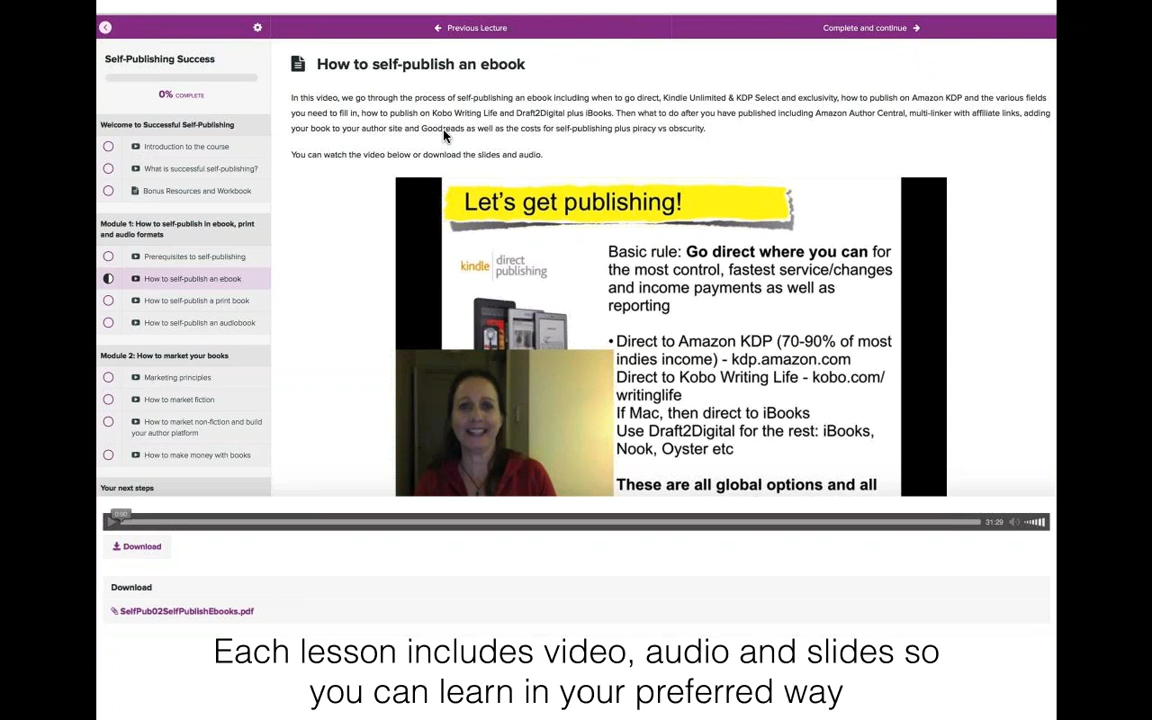 Previous Lecture
Complete and continue
Self-Publishing Success
0% COMPLETE
Welcome to Successful Self-Publishing
Introduction to the course
What is successful self-publishing?
Bonus Resources and Workbook
Module 1: How to self-publish in ebook, print
and audio formats
Prerequisites to self-publishing
How to self-publish an ebook
How to self-publish a print book
How to self-publish an audiobook
Module 2: How to market your books
Marketing principles
How to market fiction
How to market non-fiction and build
your author platform
How to make money with books
Your next steps
How to self-publish an ebook
In this video, we go through the process of self-publishing an ebook including when to go direct, Kindle Unlimited & KDP Select and exclusivity, how to publish on Amazon KDP and the various fields
you need to fill in, how to publish on Kobo Writing Life and Draft2Digital plus iBooks. Then what to do after you have published including Amazon Author Central, multi-linker with affiliate links, adding
your book to your author site and Goodreads as well as the costs for self-publishing plus piracy vs obscurity.
You can watch the video below or download the slides and audio.
Let's get publishing!
kindle direct
publishing
Basic rule: Go direct where you can for
the most control, fastest service/changes
and income payments as well as
reporting
• Direct to Amazon KDP (70-90% of most
indies income) - kdp.amazon.com
Direct to Kobo Writing Life - kobo.com/
writinglife
If Mac, then direct to iBooks
Use Draft2Digital for the rest: iBooks,
Nook, Oyster etc
These are all global options and all
0:00
31:29
Download
Download
SelfPub02SelfPublishEbooks.pdf
Each lesson includes video, audio and slides so
you can learn in your preferred way